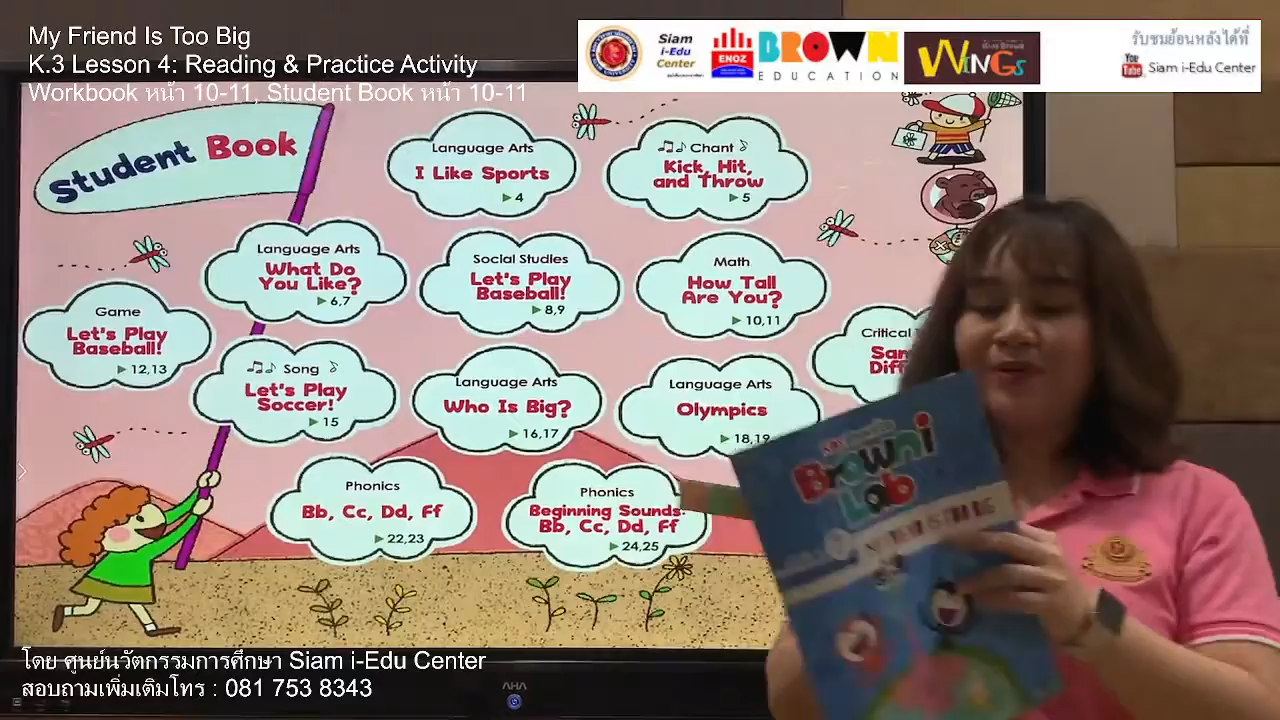 My Friend Is Too Big
K.3 Lesson 4: Reading & Practice Activity
Workbook หน้า 10-11, Student Book หน้า 10-11
Siam
i-Edu
Center
ENOZ
BROWN
EDUCATION
WINGS
รับชมย้อนหลังได้ที่
You
Tube
Siam i-Edu Center
Student Book
Language Arts
I Like Sports
4
Chant
Kick, Hit,
and Throw
5
Language Arts
What Do
You Like?
6,7
Social Studies
Let's Play
Baseball!
8,9
Math
How Tall
Are You?
10,11
Game
Let's Play
Baseball!
12,13
Critical
Song
Let's Play
Soccer!
15
Language Arts
Who Is Big?
16,17
Language Arts
Olympics
18,19
Phonics
Bb, Cc, Dd, Ff
22,23
Phonics
Beginning Sounds:
Bb, Cc, Dd, Ff
24,25
Browni
Lab
โดย ศูนย์นวัตกรรมการศึกษา Siam i-Edu Center
สอบถามเพิ่มเติมโทร : 081 753 8343
AHA